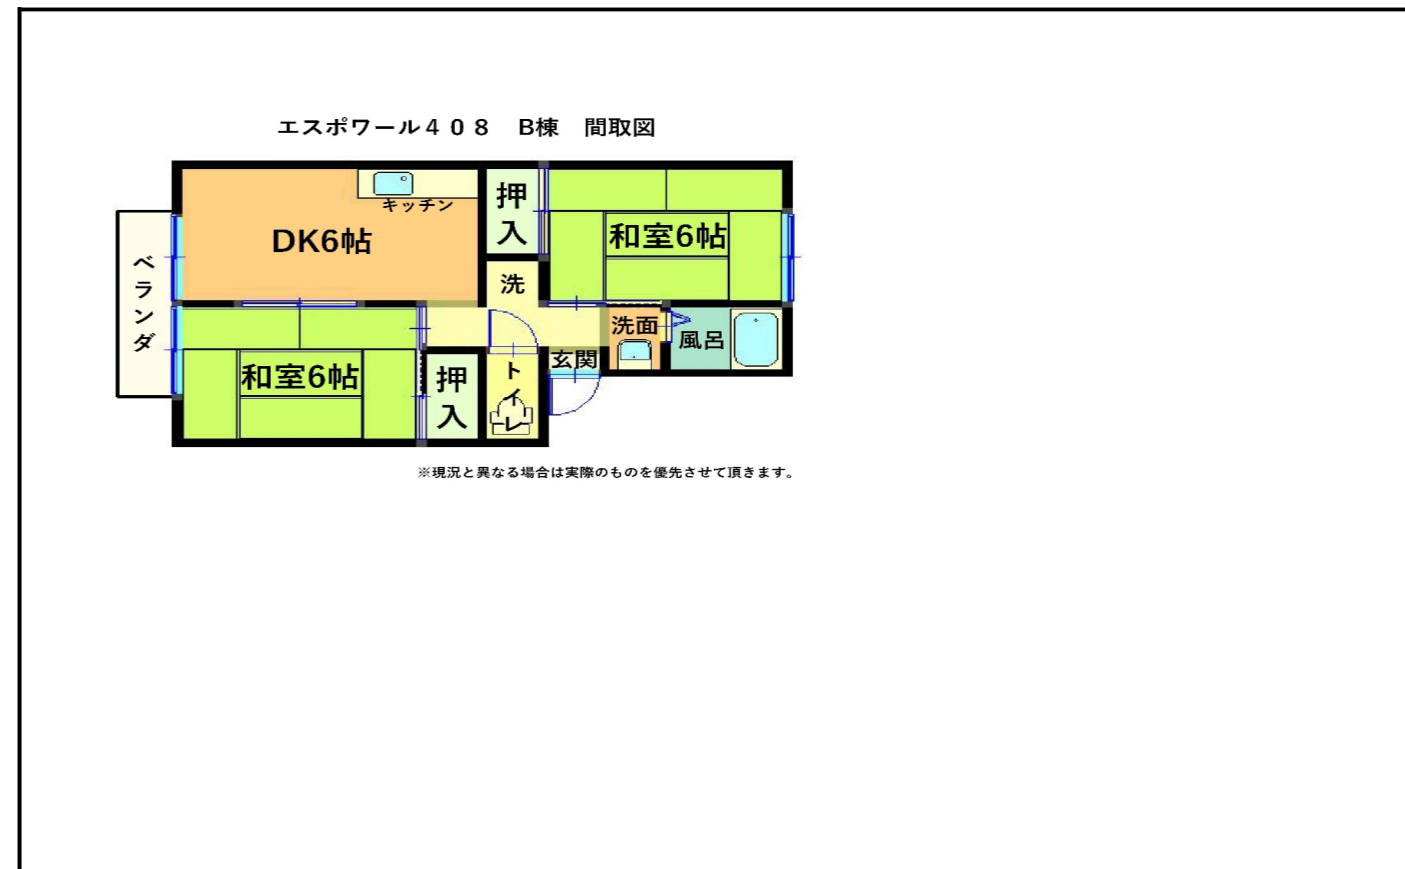 エスポワール４０８　B棟　間取図
キッチン
DK6帖
押入
和室6帖
ベランダ
洗
洗面
風呂
玄関
和室6帖
押入
トイレ
※現況と異なる場合は実際のものを優先させて頂きます。